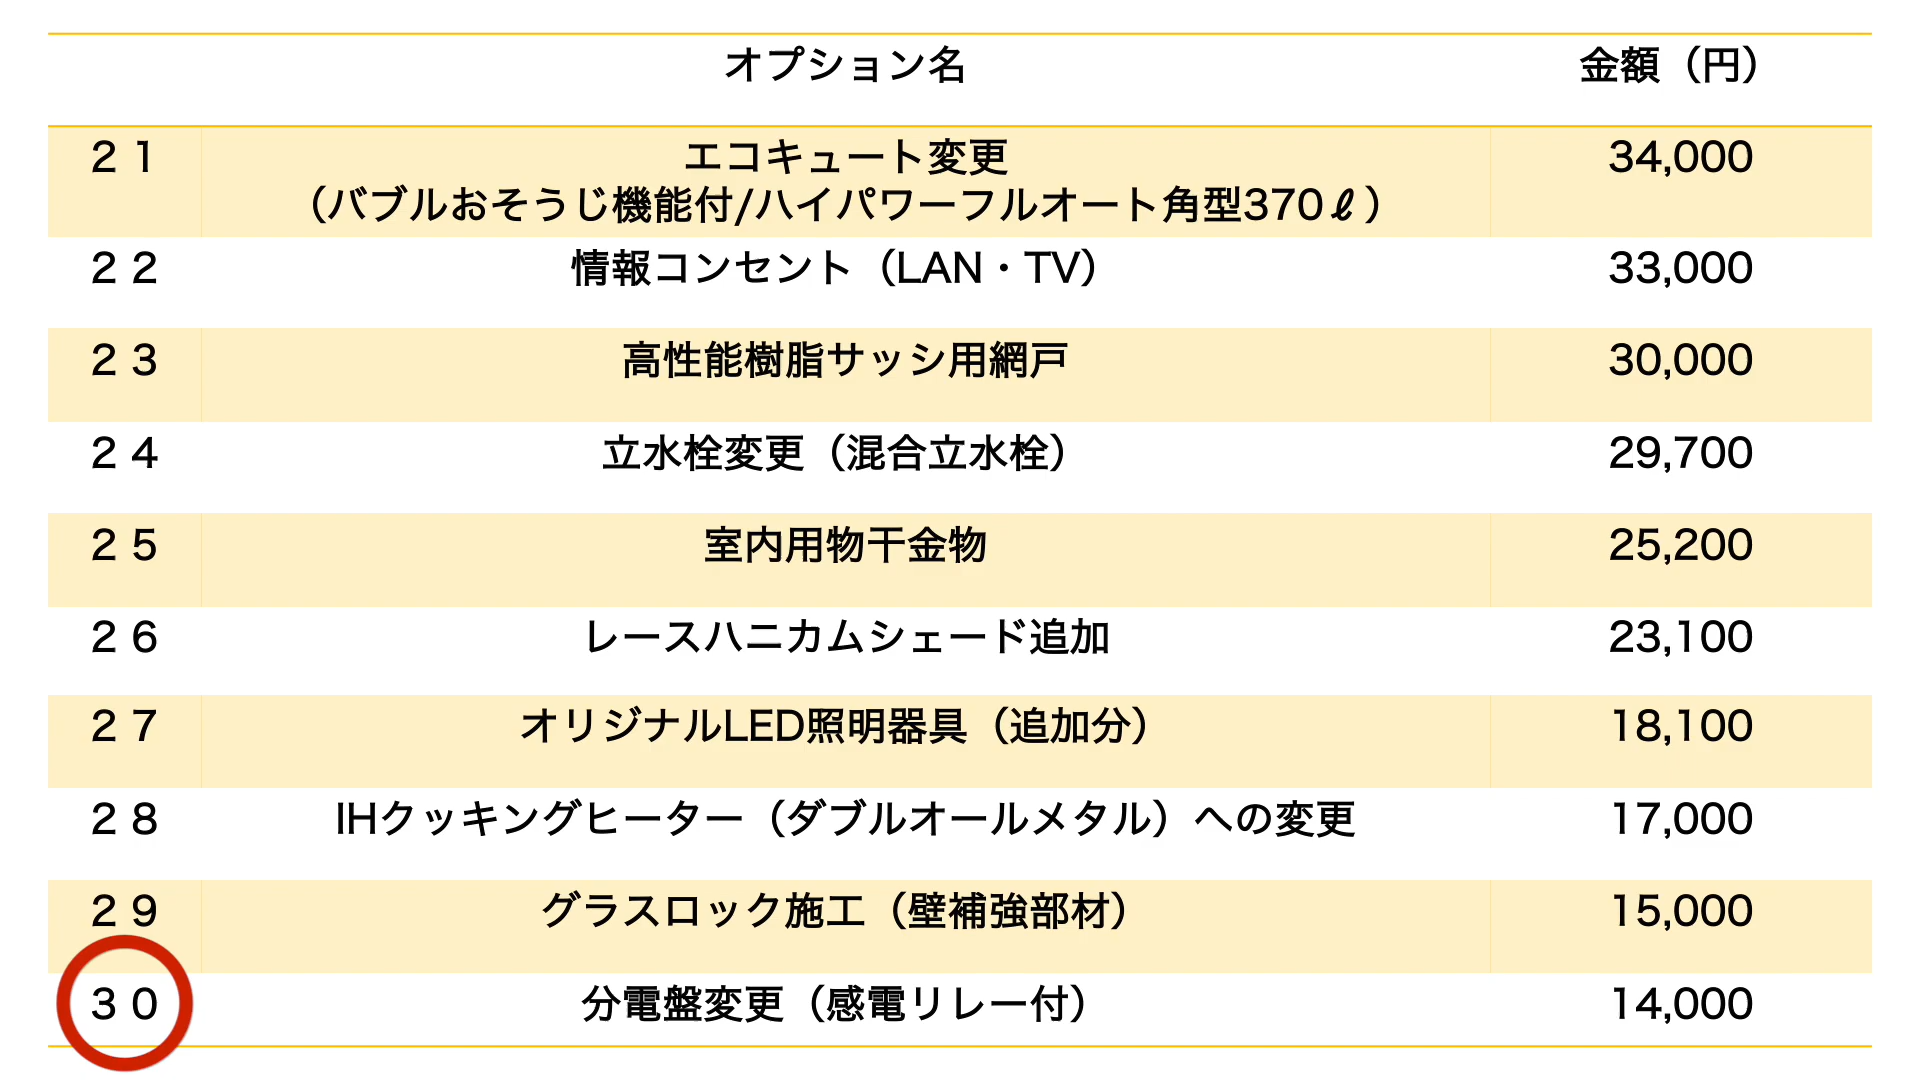 オプション名 金額（円）
２１ エコキュート変更 34,000
（バブルおそうじ機能付/ハイパワーフルオート角型370ℓ）
２２ 情報コンセント（LAN・TV） 33,000
２３ 高性能樹脂サッシ用網戸 30,000
２４ 立水栓変更（混合立水栓） 29,700
２５ 室内用物干金物 25,200
２６ レースハニカムシェード追加 23,100
２７ オリジナルLED照明器具（追加分） 18,100
２８ IHクッキングヒーター（ダブルオールメタル）への変更 17,000
２９ グラスロック施工（壁補強部材） 15,000
３０ 分電盤変更（感電リレー付） 14,000